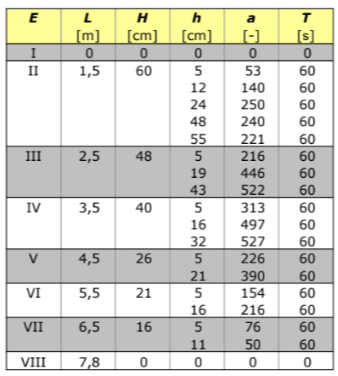 E L H h a T
[m] [cm] [cm] [-] [s]
I 0 0 0 0 0
II 1,5 60 5 53 60
12 140 60
24 250 60
48 240 60
55 221 60
III 2,5 48 5 216 60
19 446 60
43 522 60
IV 3,5 40 5 313 60
16 497 60
32 527 60
V 4,5 26 5 226 60
21 390 60
VI 5,5 21 5 154 60
16 216 60
VII 6,5 16 5 76 60
11 50 60
VIII 7,8 0 0 0 0